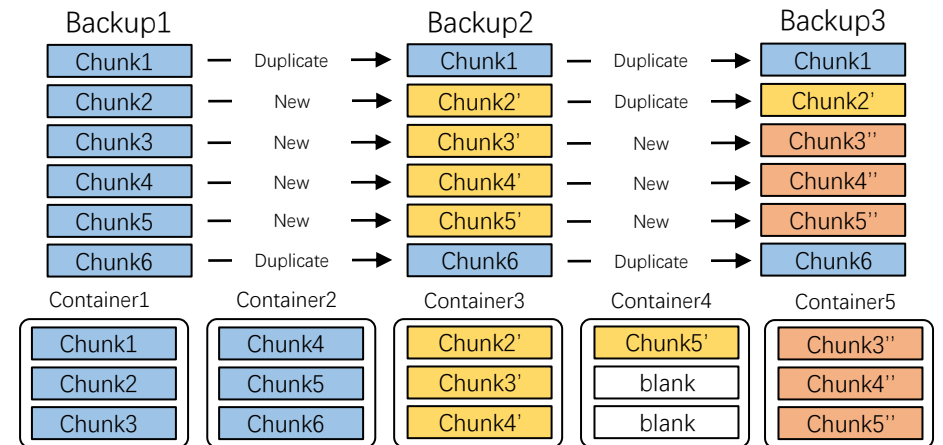 Backup1 Backup2 Backup3
Chunk1 Duplicate Chunk1 Duplicate Chunk1
Chunk2 New Chunk2' Duplicate Chunk2'
Chunk3 New Chunk3' New Chunk3''
Chunk4 New Chunk4' New Chunk4''
Chunk5 New Chunk5' New Chunk5''
Chunk6 Duplicate Chunk6 Duplicate Chunk6
Container1 Container2 Container3 Container4 Container5
Chunk1 Chunk4 Chunk2' Chunk5' Chunk3''
Chunk2 Chunk5 Chunk3' blank Chunk4''
Chunk3 Chunk6 Chunk4' blank Chunk5''